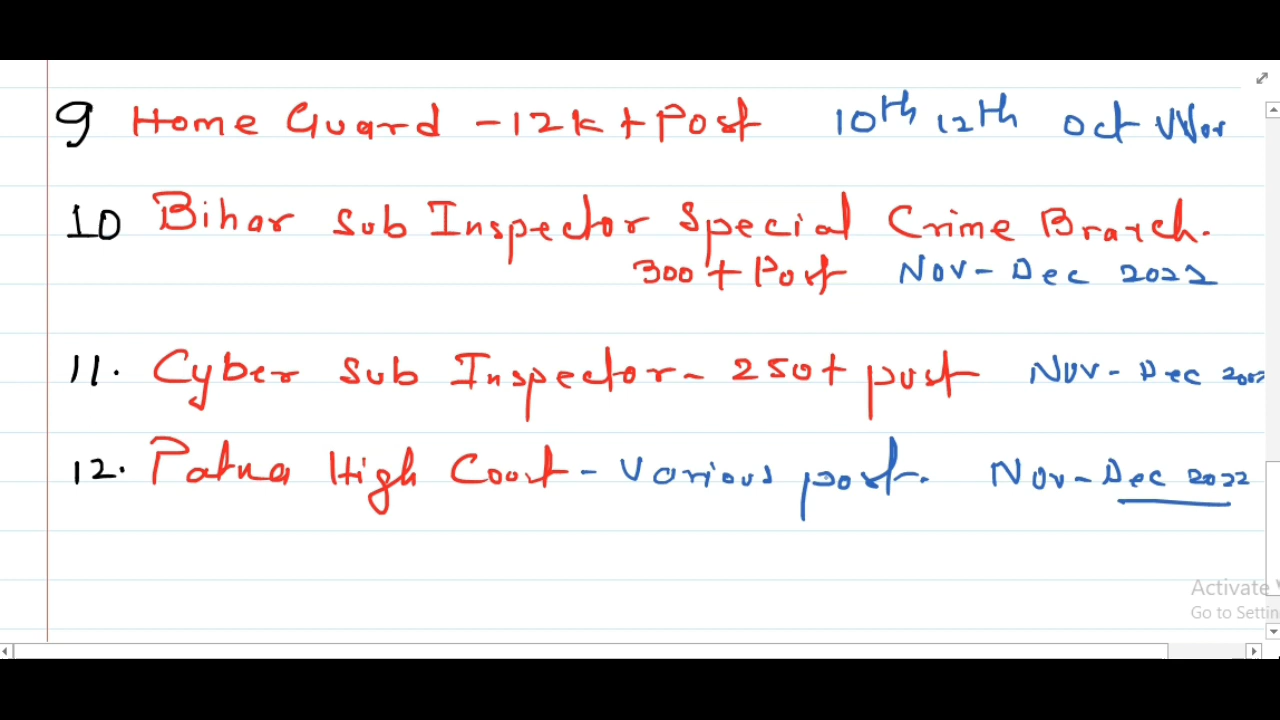 9 Home Guard - 12k + Post 10th 12th Oct
10 Bihar Sub Inspector Special Crime Branch.
300 + Post Nov - Dec 2022
11. Cyber Sub Inspector - 250 + post Nov - Dec 2022
12. Patna High Court - Various post. Nov - Dec 2022
Activate
Go to Settin